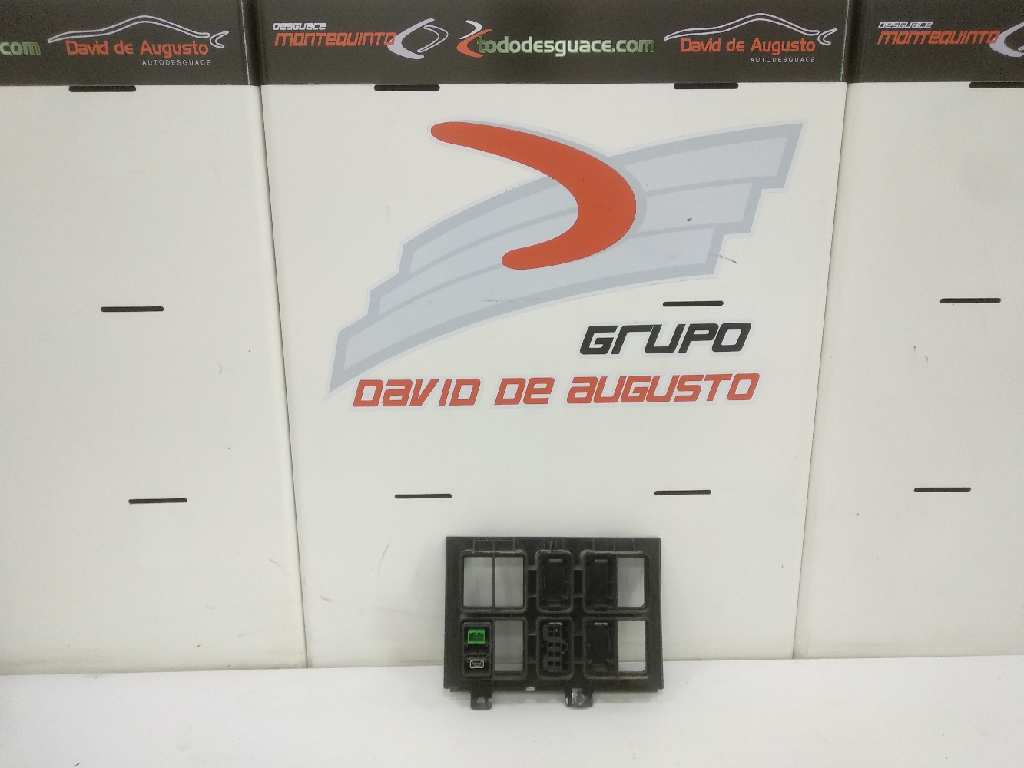 .com
David de Augusto
AUTODESGUACE
DESGUACE
MONTEQUINTO
tododesguace.com
David de Augusto
AUTODESGUACE
DESGUACE
MONTEQUINTO
GRUPO
DAVID DE AUGUSTO